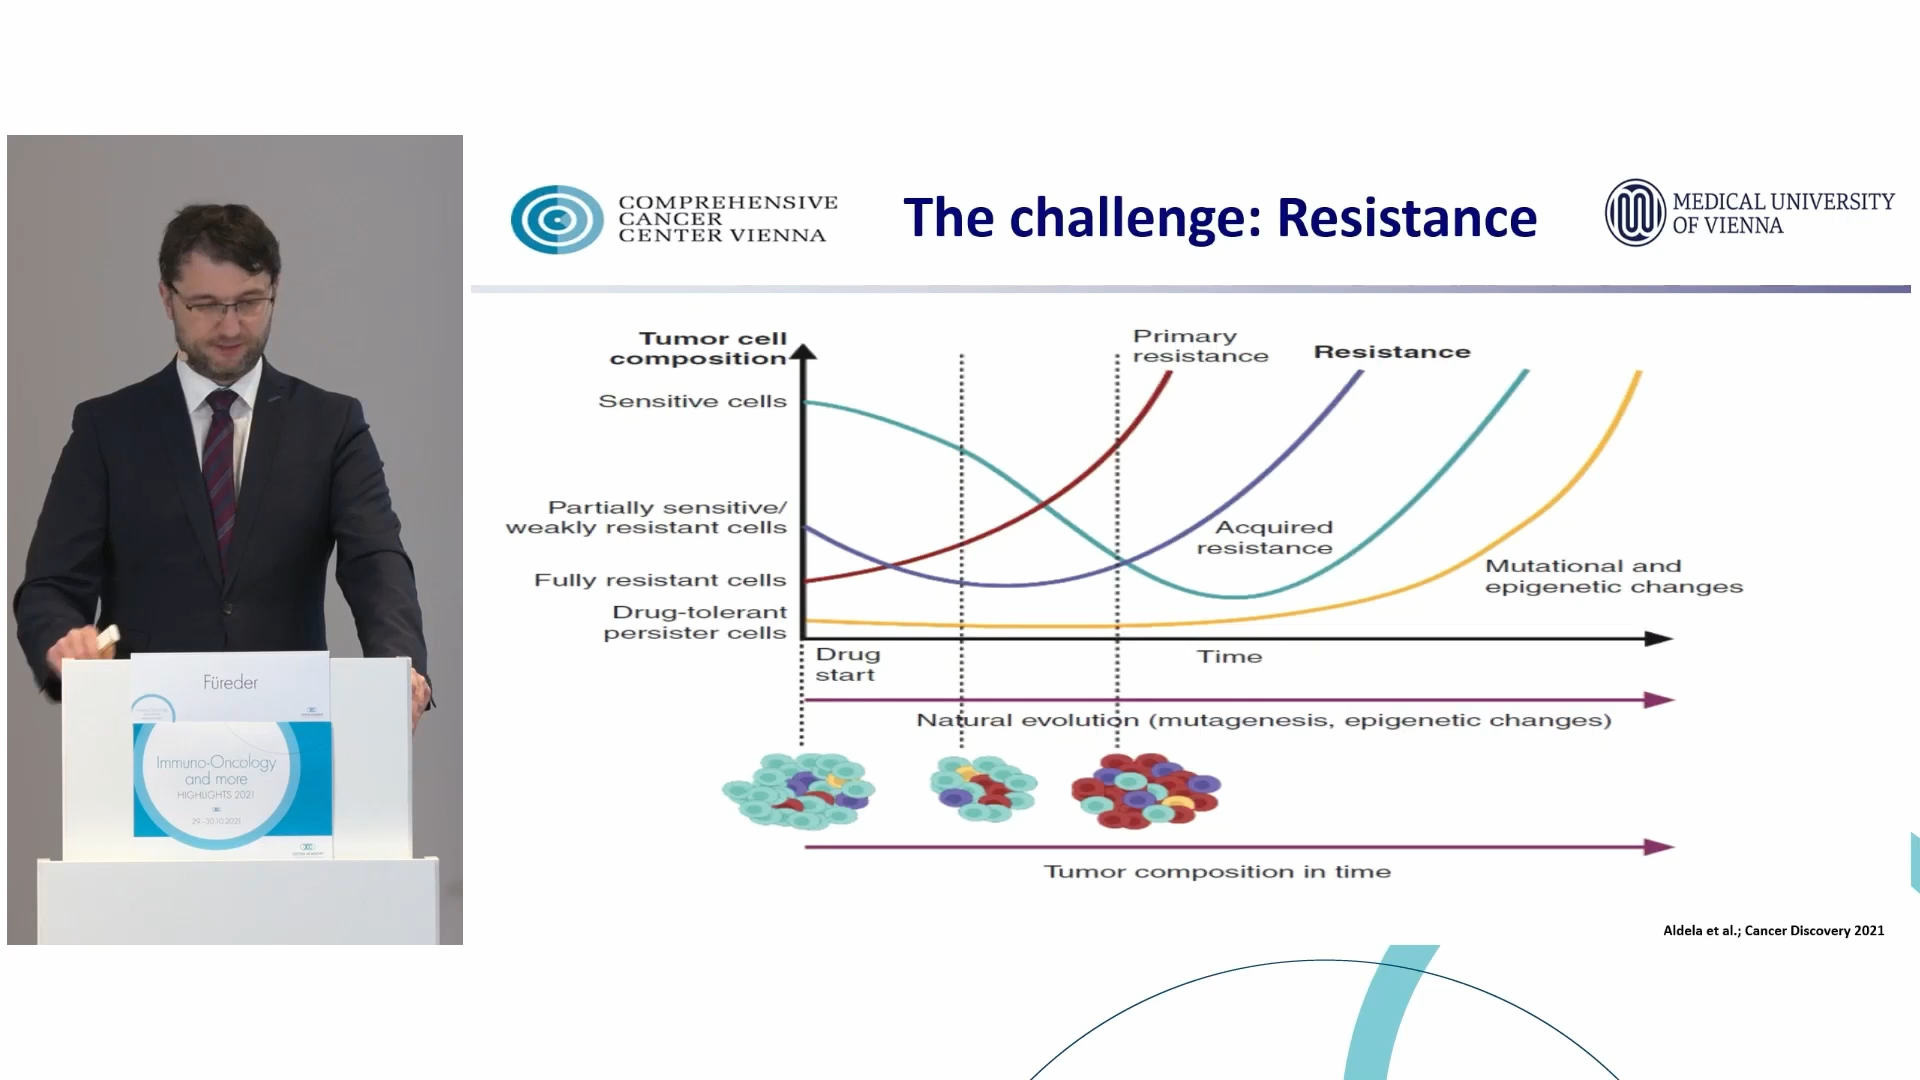 COMPREHENSIVE
CANCER
CENTER VIENNA
The challenge: Resistance
MEDICAL UNIVERSITY
OF VIENNA
Tumor cell
composition
Sensitive cells
Partially sensitive/
weakly resistant cells
Fully resistant cells
Drug-tolerant
persister cells
Primary
resistance
Resistance
Acquired
resistance
Mutational and
epigenetic changes
Drug
start
Time
Natural evolution (mutagenesis, epigenetic changes)
Tumor composition in time
Aldela et al.; Cancer Discovery 2021
Füreder
Immuno-Oncology
and more
HIGHLIGHTS 2021
29.–30.10.2021